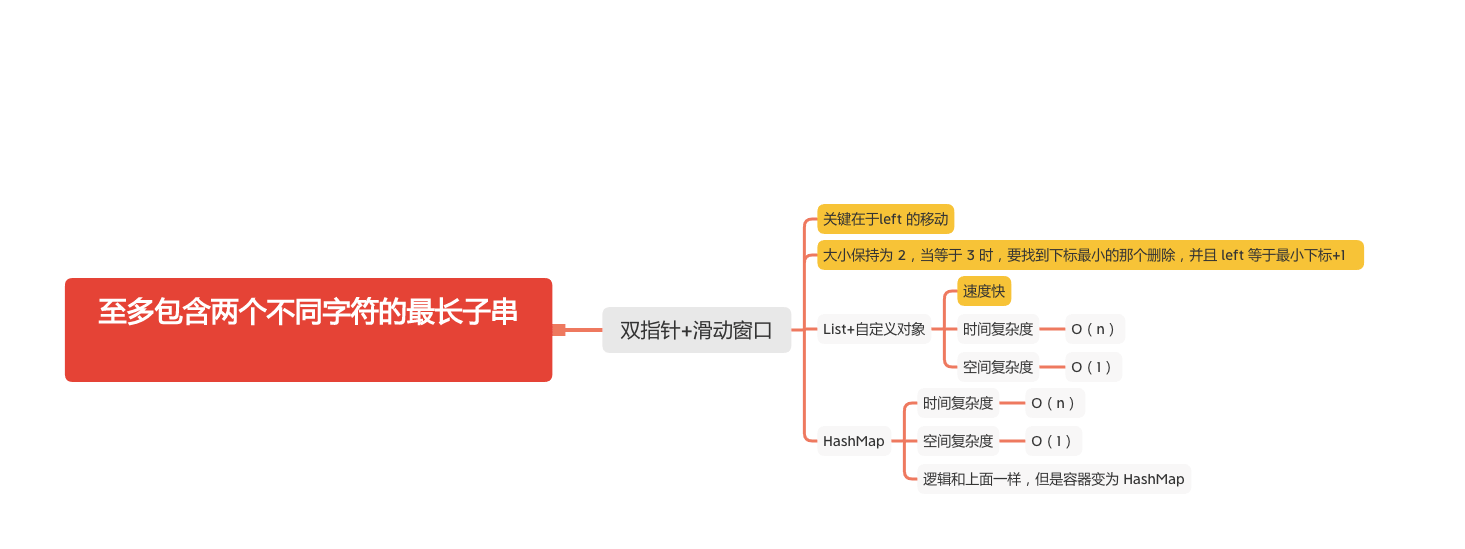 至多包含两个不同字符的最长子串
双指针+滑动窗口
关键在于left 的移动
大小保持为 2，当等于 3 时，要找到下标最小的那个删除，并且 left 等于最小下标+1
List+自定义对象
速度快
时间复杂度
O（n）
空间复杂度
O（1）
HashMap
时间复杂度
O（n）
空间复杂度
O（1）
逻辑和上面一样，但是容器变为 HashMap